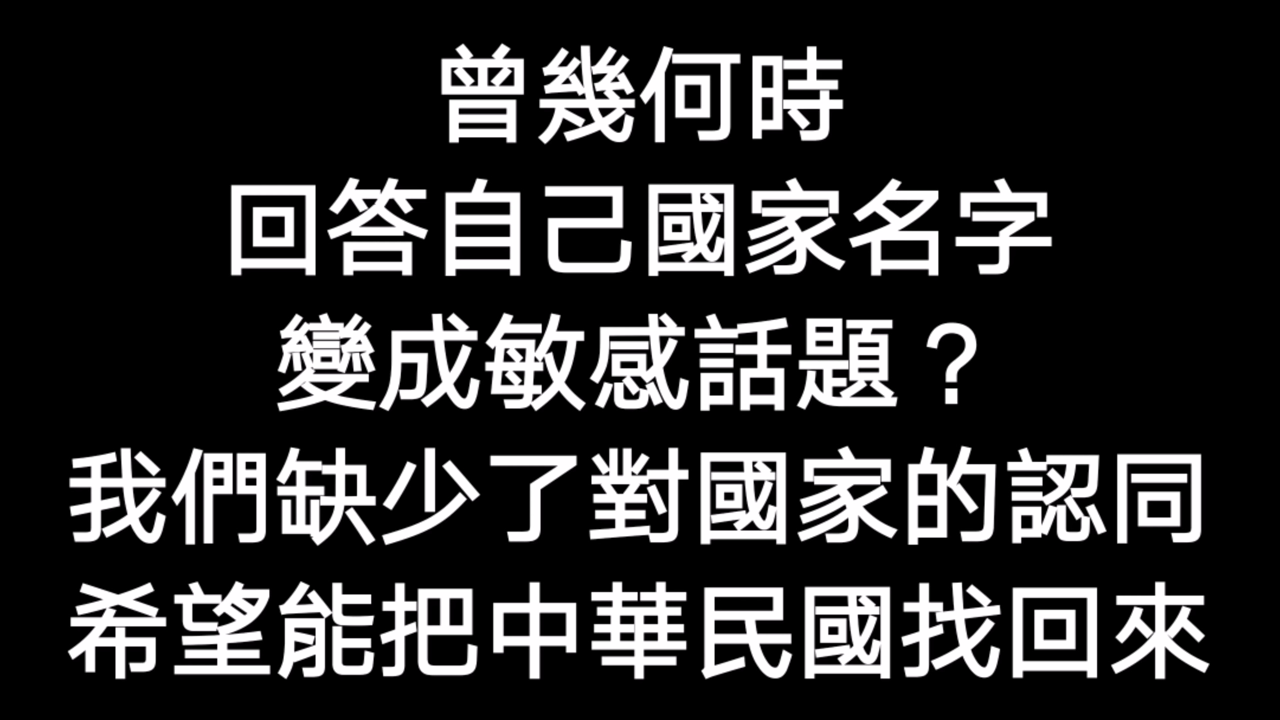 曾幾何時
回答自己國家名字
變成敏感話題？
我們缺少了對國家的認同
希望能把中華民國找回來